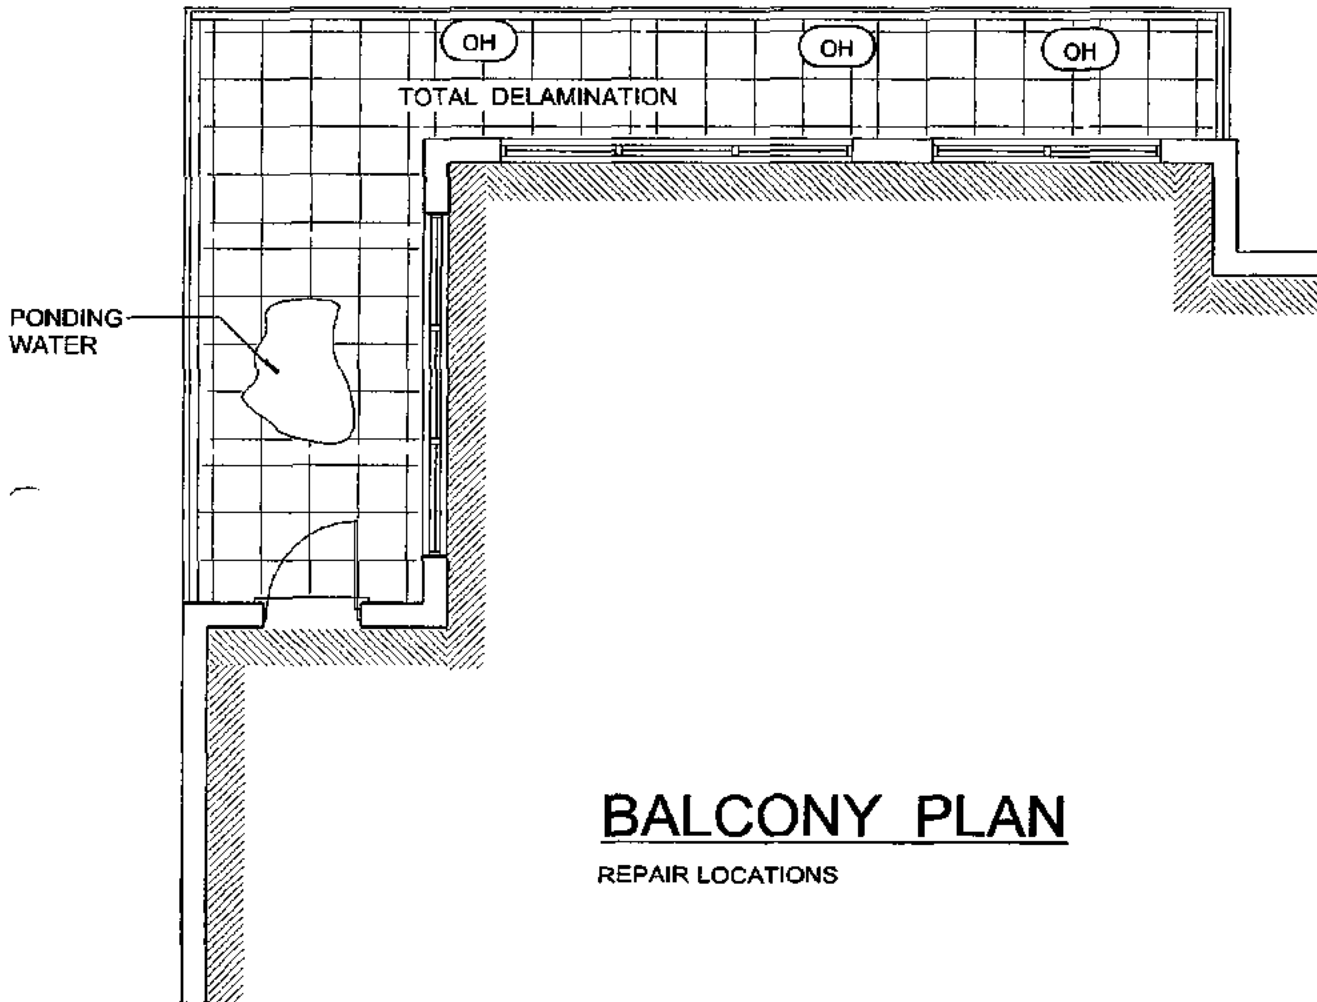 OH
OH
OH
TOTAL DELAMINATION
PONDING
WATER
BALCONY PLAN
REPAIR LOCATIONS